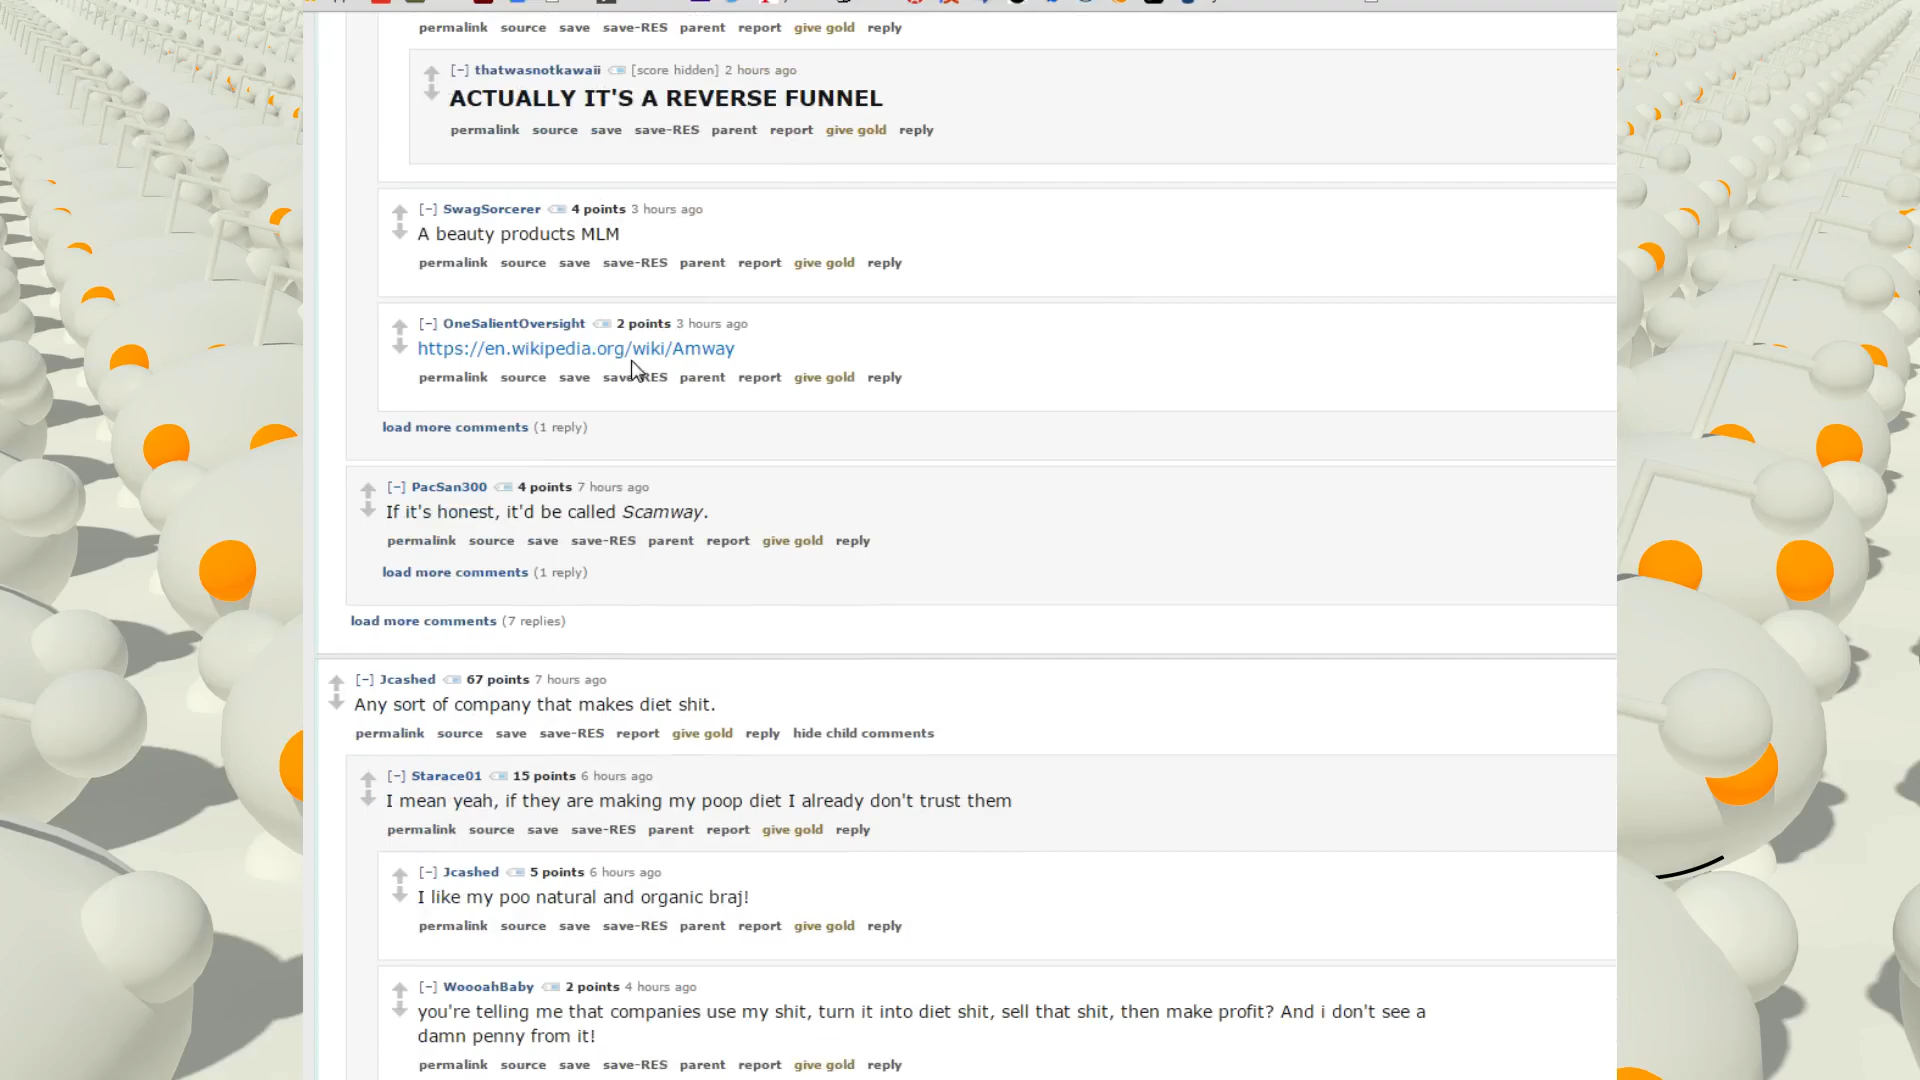 permalink source save save-RES parent report give gold reply
[–] thatwasnotkawaii [score hidden] 2 hours ago
ACTUALLY IT'S A REVERSE FUNNEL
permalink source save save-RES parent report give gold reply
[–] SwagSorcerer 4 points 3 hours ago
A beauty products MLM
permalink source save save-RES parent report give gold reply
[–] OneSalientOversight 2 points 3 hours ago
https://en.wikipedia.org/wiki/Amway
permalink source save save-RES parent report give gold reply
load more comments (1 reply)
[–] PacSan300 4 points 7 hours ago
If it's honest, it'd be called Scamway.
permalink source save save-RES parent report give gold reply
load more comments (1 reply)
load more comments (7 replies)
[–] Jcashed 67 points 7 hours ago
Any sort of company that makes diet shit.
permalink source save save-RES report give gold reply hide child comments
[–] Starace01 15 points 6 hours ago
I mean yeah, if they are making my poop diet I already don't trust them
permalink source save save-RES parent report give gold reply
[–] Jcashed 5 points 6 hours ago
I like my poo natural and organic braj!
permalink source save save-RES parent report give gold reply
[–] WoooahBaby 2 points 4 hours ago
you're telling me that companies use my shit, turn it into diet shit, sell that shit, then make profit? And i don't see a
damn penny from it!
permalink source save save-RES parent report give gold reply